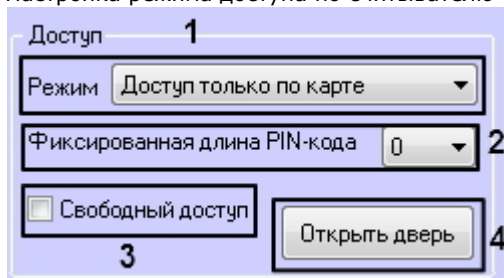 Настройка режима доступа по считывателю
Доступ 1
Режим Доступ только по карте
Фиксированная длина PIN-кода 0 2
Свободный доступ
Открыть дверь 4
3